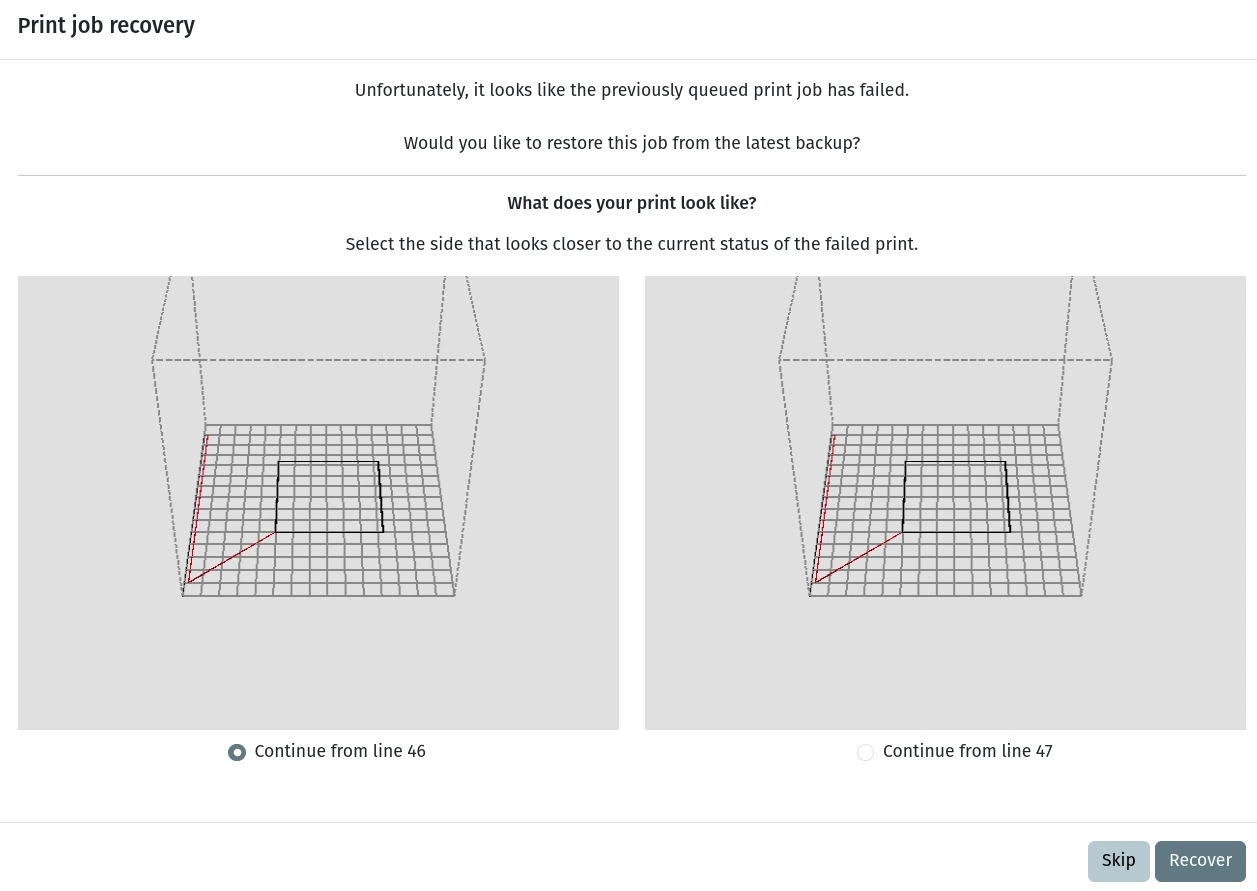 Print job recovery
Unfortunately, it looks like the previously queued print job has failed.
Would you like to restore this job from the latest backup?
What does your print look like?
Select the side that looks closer to the current status of the failed print.
Continue from line 46
Continue from line 47
Skip
Recover